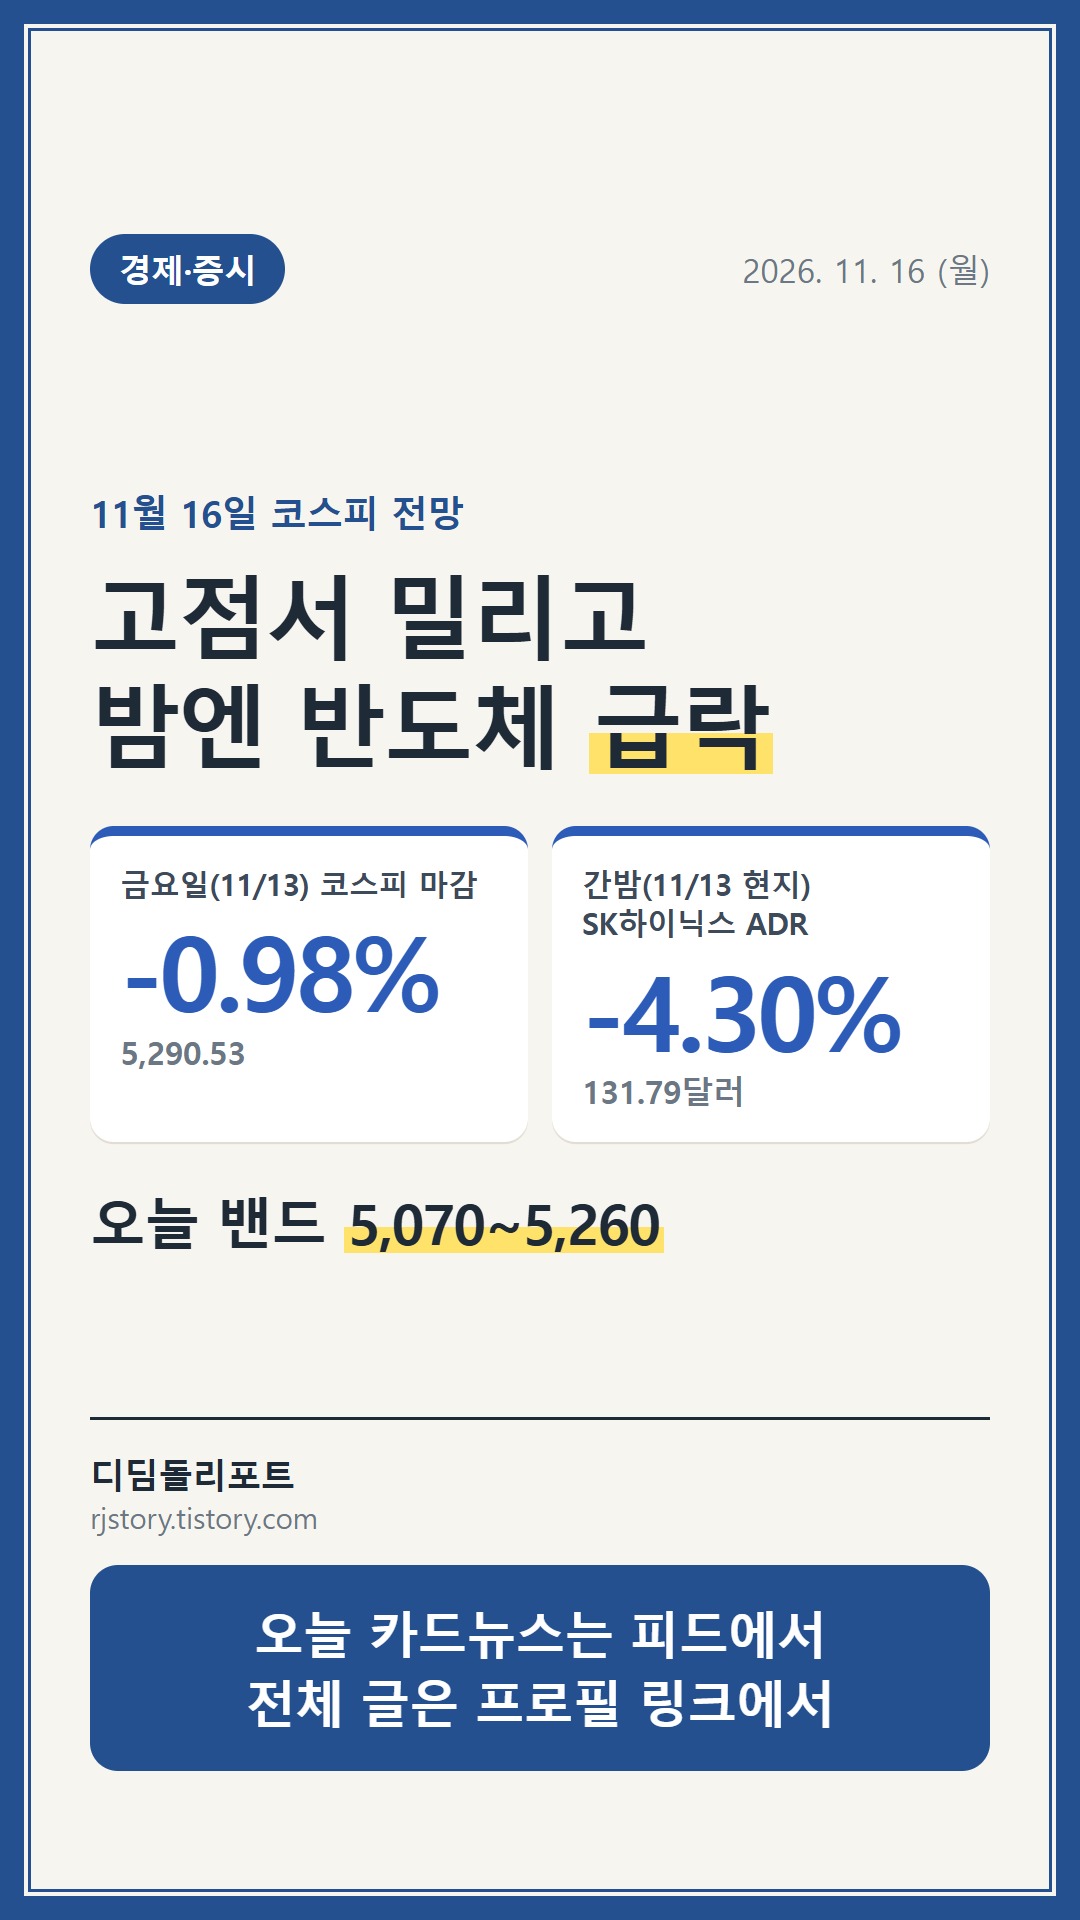 경제·증시
2026. 11. 16 (월)
11월 16일 코스피 전망
고점서 밀리고
밤엔 반도체 급락
금요일(11/13) 코스피 마감
-0.98%
5,290.53
간밤(11/13 현지)
SK하이닉스 ADR
-4.30%
131.79달러
오늘 밴드 5,070~5,260
디딤돌리포트
rjstory.tistory.com
오늘 카드뉴스는 피드에서
전체 글은 프로필 링크에서